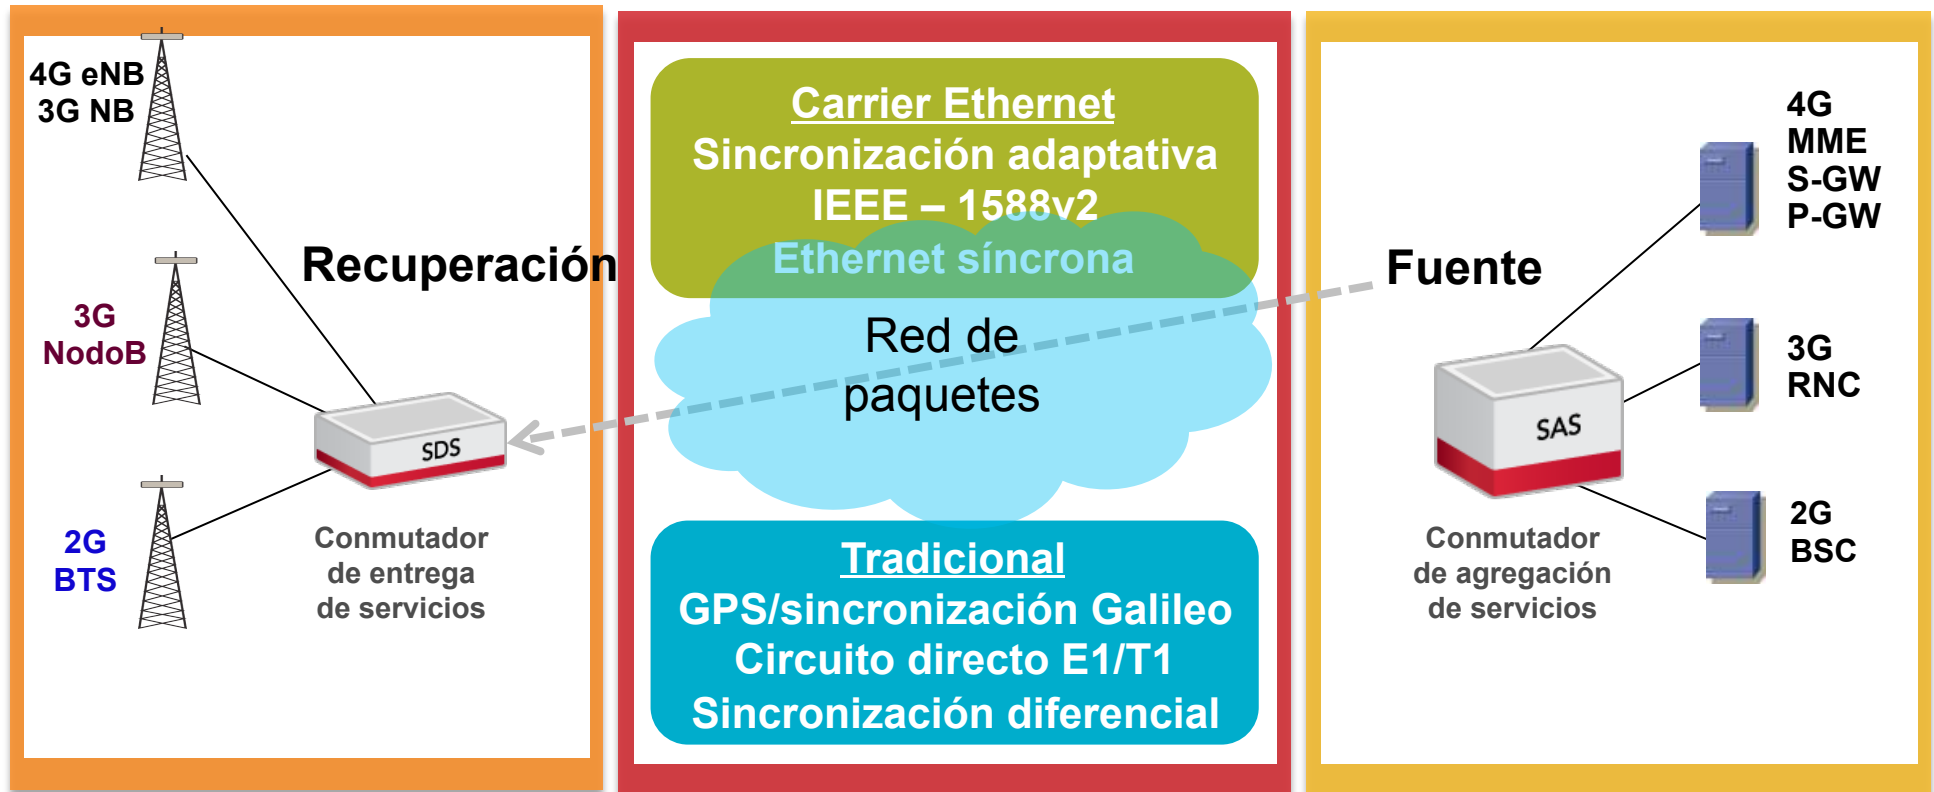 4G eNB
3G NB
Recuperación
3G
NodoB
SDS
2G
BTS
Conmutador
de entrega
de servicios
Carrier Ethernet
Sincronización adaptativa
IEEE – 1588v2
Ethernet síncrona
Red de
paquetes
Tradicional
GPS/sincronización Galileo
Circuito directo E1/T1
Sincronización diferencial
Fuente
4G
MME
S-GW
P-GW
3G
RNC
SAS
2G
BSC
Conmutador
de agregación
de servicios